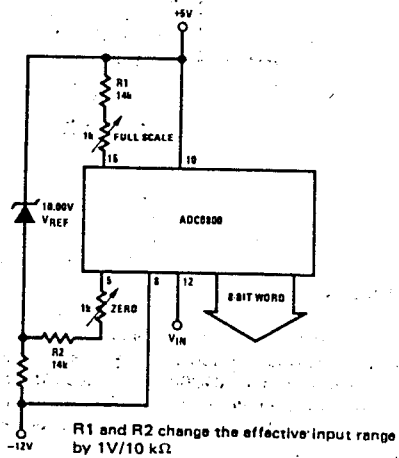 +5V
R1
14k
1k FULL SCALE
15
10
10.00V
VREF
ADC0800
5
8
12
8-BIT WORD
1k ZERO
VIN
R2
14k
-12V
R1 and R2 change the effective input range
by 1V/10 kΩ